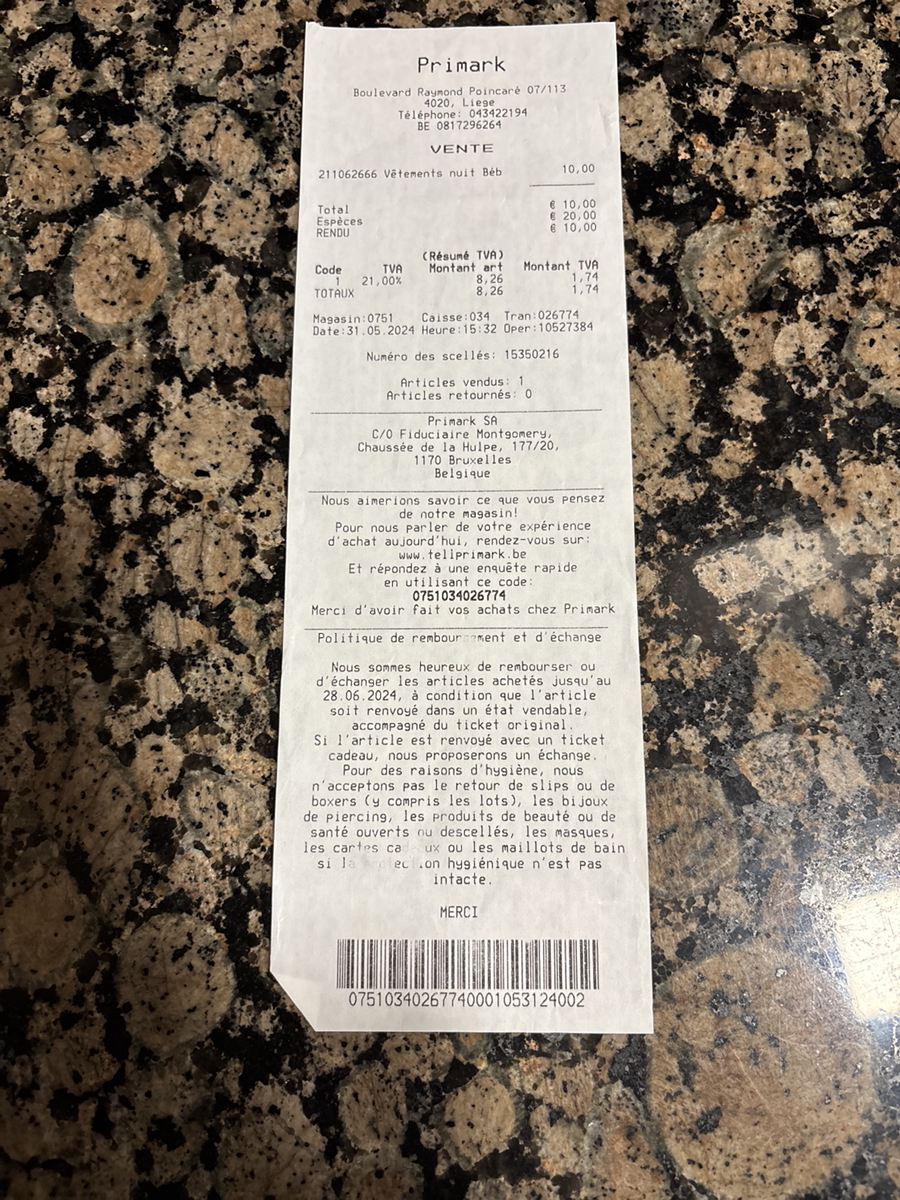 Primark
Boulevard Raymond Poincaré 07/113
4020, Liege
Téléphone: 043422194
BE 0817296264
VENTE
211062666 Vêtements nuit Béb 10,00
Total € 10,00
Espèces € 20,00
RENDU € 10,00
(Résumé TVA)
Code TVA Montant art Montant TVA
1 21,00% 8,26 1,74
TOTAUX 8,26 1,74
Magasin:0751 Caisse:034 Tran:026774
Date:31.05.2024 Heure:15:32 Oper:10527384
Numéro des scellés: 15350216
Articles vendus: 1
Articles retournés: 0
Primark SA
C/O Fiduciaire Montgomery,
Chaussée de la Hulpe, 177/20,
1170 Bruxelles
Belgique
Nous aimerions savoir ce que vous pensez
de notre magasin!
Pour nous parler de votre expérience
d'achat aujourd'hui, rendez-vous sur:
www.tellprimark.be
Et répondez à une enquête rapide
en utilisant ce code:
0751034026774
Merci d'avoir fait vos achats chez Primark
Politique de remboursement et d'échange
Nous sommes heureux de rembourser ou
d'échanger les articles achetés jusqu'au
28.06.2024, à condition que l'article
soit renvoyé dans un état vendable,
accompagné du ticket original.
Si l'article est renvoyé avec un ticket
cadeau, nous proposerons un échange.
Pour des raisons d'hygiène, nous
n'acceptons pas le retour de slips ou de
boxers (y compris les lots), les bijoux
de piercing, les produits de beauté ou de
santé ouverts ou descellés, les masques,
les cartes cadeaux ou les maillots de bain
si la protection hygiénique n'est pas
intacte.
MERCI
07510340267740001053124002